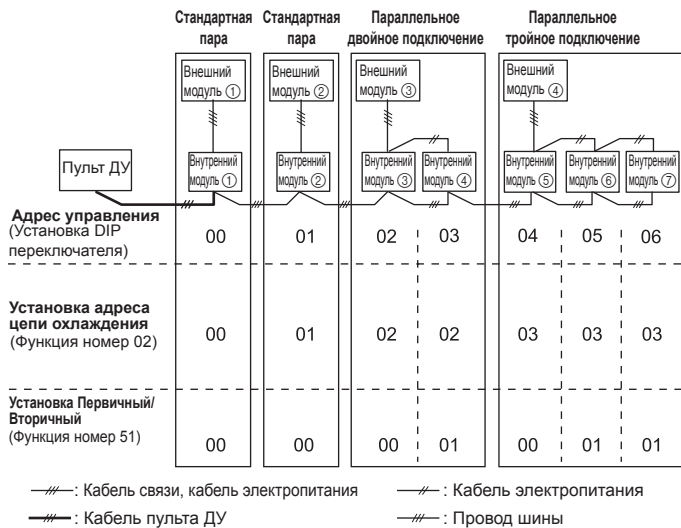 Стандартная пара
Стандартная пара
Параллельное двойное подключение
Параллельное тройное подключение
Внешний модуль ①
Внешний модуль ②
Внешний модуль ③
Внешний модуль ④
Пульт ДУ
Внутренний модуль ①
Внутренний модуль ②
Внутренний модуль ③
Внутренний модуль ④
Внутренний модуль ⑤
Внутренний модуль ⑥
Внутренний модуль ⑦
Адрес управления
(Установка DIP
переключателя)
00 01 02 03 04 05 06
Установка адреса
цепи охлаждения
(Функция номер 02)
00 01 02 02 03 03 03
Установка Первичный/
Вторичный
(Функция номер 51)
00 00 00 01 00 01 01
: Кабель связи, кабель электропитания
: Кабель электропитания
: Кабель пульта ДУ
: Провод шины